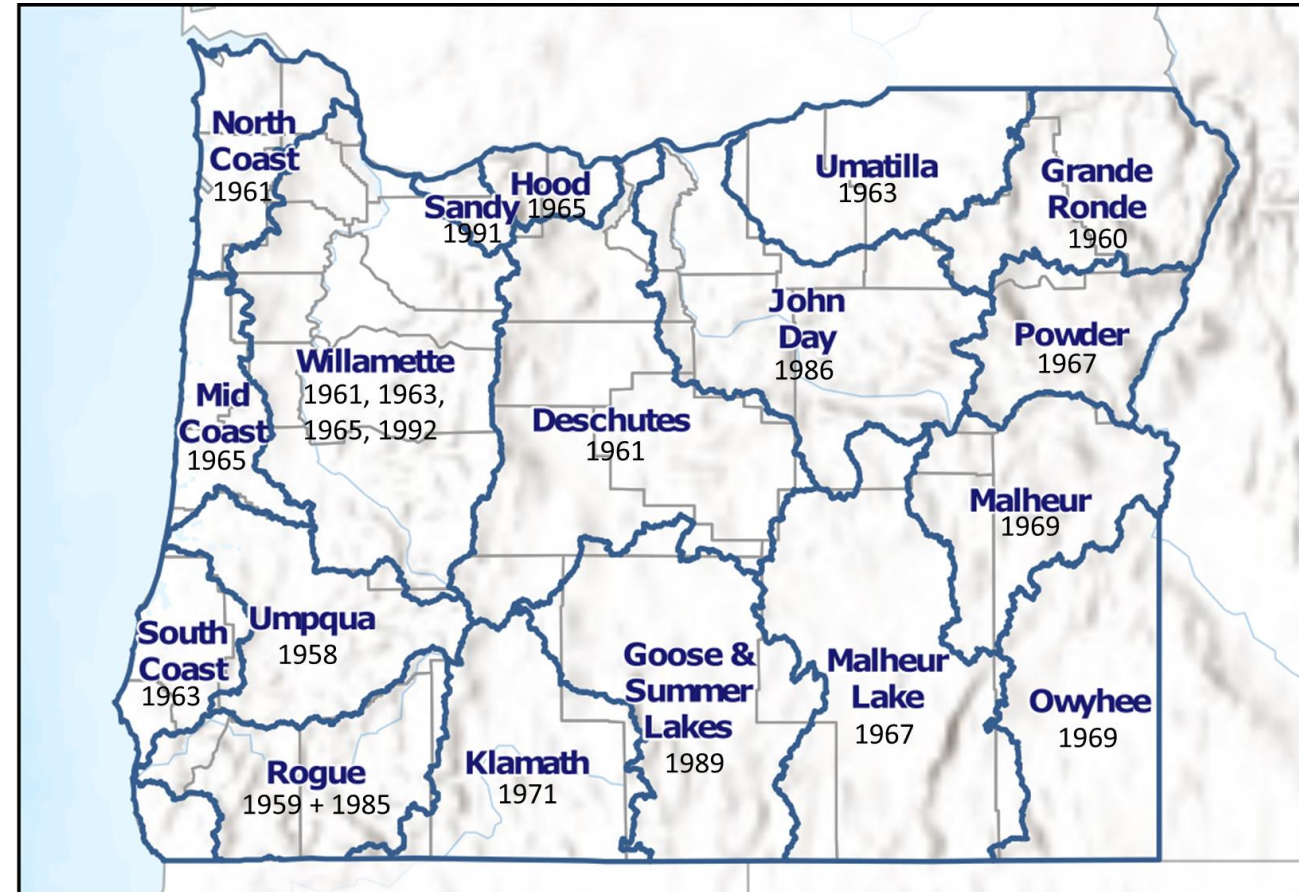 North
Coast
1961
Sandy
1991
Hood
1965
Umatilla
1963
Grande
Ronde
1960
John
Day
1986
Powder
1967
Willamette
1961, 1963,
1965, 1992
Mid
Coast
1965
Deschutes
1961
Malheur
1969
South
Coast
1963
Umpqua
1958
Goose &
Summer
Lakes
1989
Malheur
Lake
1967
Owyhee
1969
Rogue
1959 + 1985
Klamath
1971